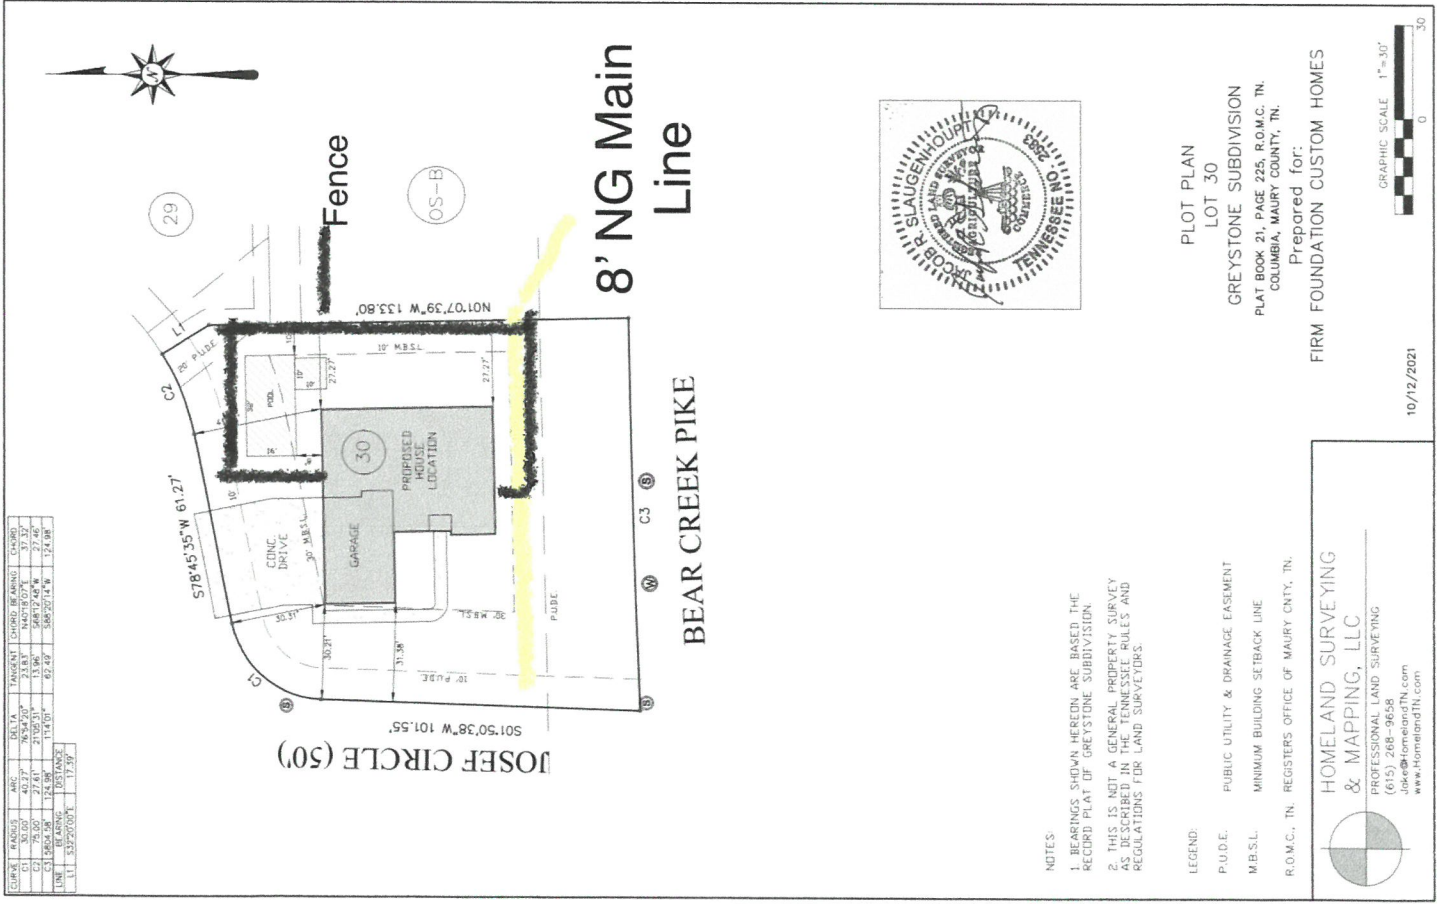 CURVE RADIUS ARC DELTA TANGENT CHORD BEARING CHORD
C1 30.00' 40.27' 76°54'20" 23.83' N40°18'07"E 37.32'
C2 75.00' 27.61' 21°05'31" 13.96' S68°12'48"W 27.46'
C3 5804.58' 124.98' 1°14'01" 62.49' S88°20'14"W 124.98'
LINE BEARING DISTANCE
L1 S32°20'00"E 17.39'
N
29
Fence
OS-B
8' NG Main
Line
L1
20' P.U.D.E.
C2
N01°07'39"W 133.80'
10'
POOL
16'
10'
10'
27.27'
10' M.B.S.L.
27.27'
S78°45'35"W 61.27'
10'
30
PROPOSED
HOUSE
LOCATION
GARAGE
CONC.
DRIVE
30' M.B.S.L.
30.31'
30.21'
31.38'
30' M.B.S.L.
10' P.U.D.E.
P.U.D.E.
C1
S
S01°50'38"W 101.55'
JOSEF CIRCLE (50')
S
W
C3
S
BEAR CREEK PIKE
JACOB R. SLAUGENHOUPT
REGISTERED LAND SURVEYOR
AGRICULTURE
COMMERCE
TENNESSEE NO. 2693
PLOT PLAN
LOT 30
GREYSTONE SUBDIVISION
PLAT BOOK 21, PAGE 225, R.O.M.C. TN.
COLUMBIA, MAURY COUNTY, TN.
Prepared for:
FIRM FOUNDATION CUSTOM HOMES
GRAPHIC SCALE 1"=30'
0 30
10/12/2021
NOTES:
1. BEARINGS SHOWN HEREON ARE BASED THE
RECORD PLAT OF GREYSTONE SUBDIVISION.
2. THIS IS NOT A GENERAL PROPERTY SURVEY
AS DESCRIBED IN THE TENNESSEE RULES AND
REGULATIONS FOR LAND SURVEYORS.
LEGEND:
P.U.D.E. PUBLIC UTILITY & DRAINAGE EASEMENT
M.B.S.L. MINIMUM BUILDING SETBACK LINE
R.O.M.C., TN. REGISTERS OFFICE OF MAURY CNTY, TN.
HOMELAND SURVEYING
& MAPPING, LLC
PROFESSIONAL LAND SURVEYING
(615) 268-9658
Jake@HomelandTN.com
www.HomelandTN.com